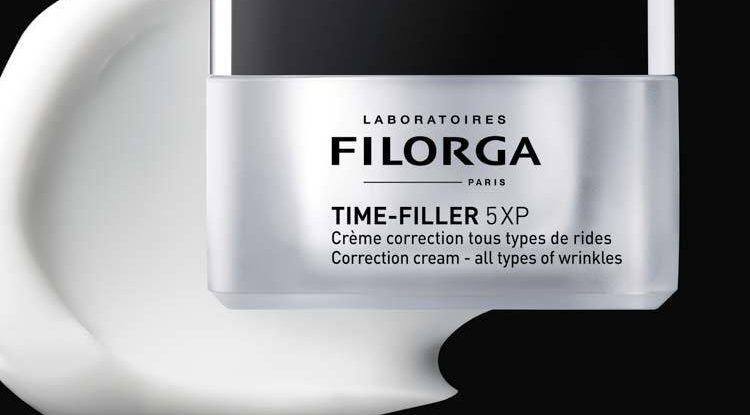 LABORATOIRES
FILORGA
PARIS
TIME-FILLER 5XP
Crème correction tous types de rides
Correction cream - all types of wrinkles